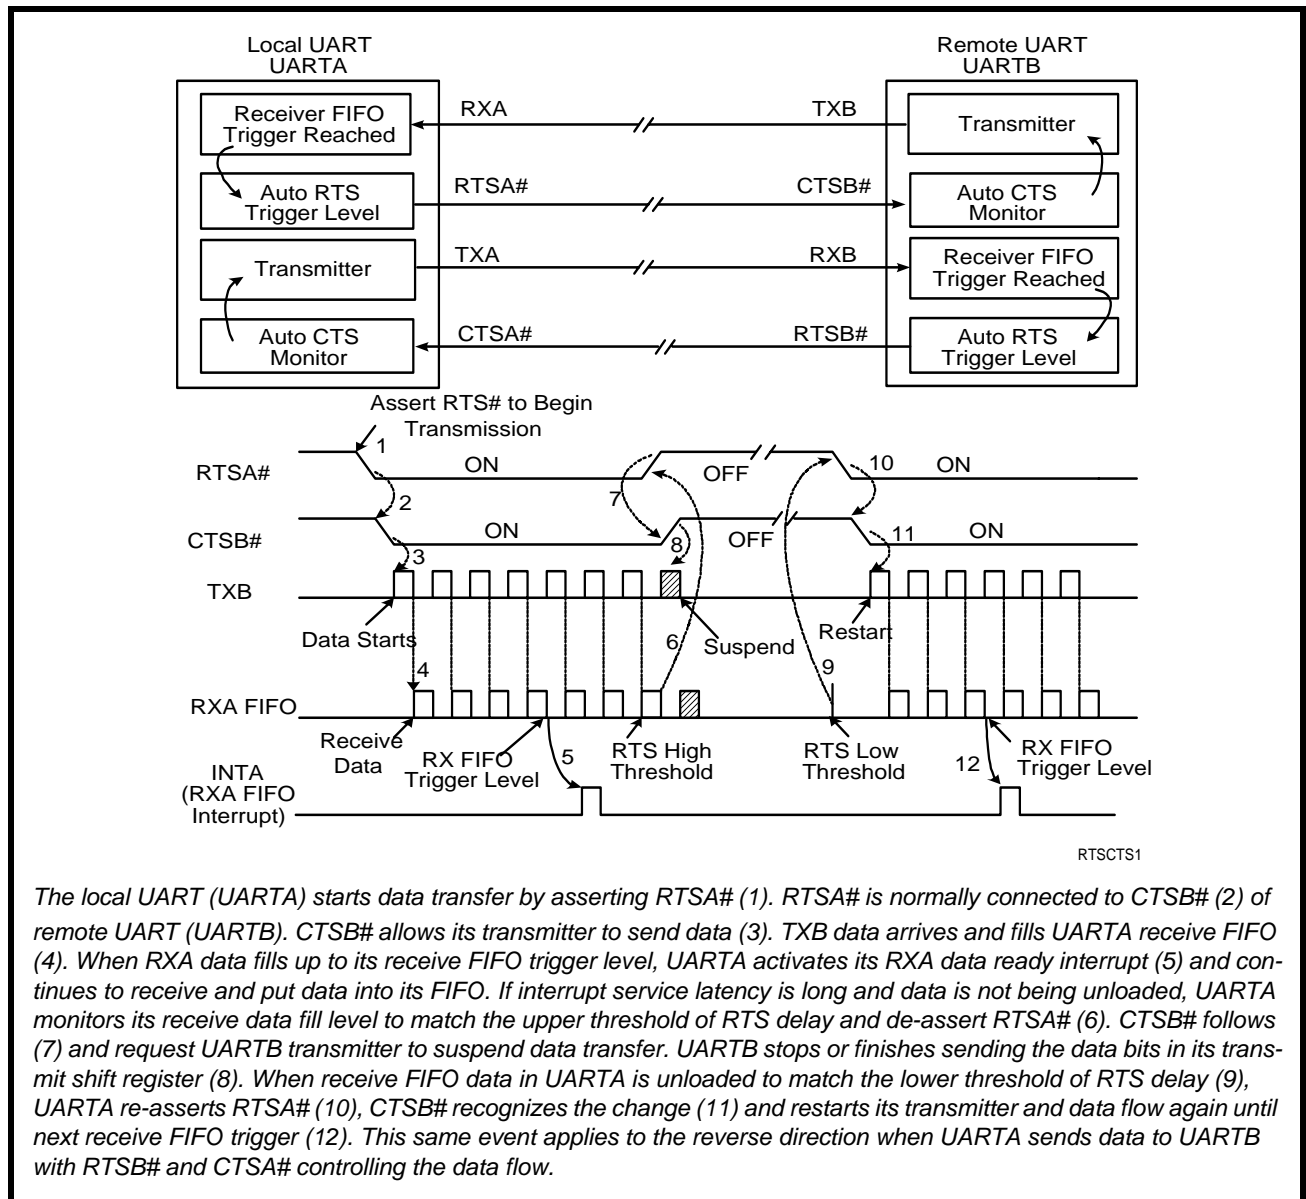 Local UART
UARTA
Remote UART
UARTB
Receiver FIFO
Trigger Reached
RXA
TXB
Transmitter
Auto RTS
Trigger Level
RTSA#
CTSB#
Auto CTS
Monitor
Transmitter
TXA
RXB
Receiver FIFO
Trigger Reached
Auto CTS
Monitor
CTSA#
RTSB#
Auto RTS
Trigger Level
Assert RTS# to Begin
Transmission
1
RTSA#
ON
OFF
10
ON
2
7
CTSB#
ON
OFF
11
ON
3
8
TXB
Data Starts
6
Suspend
Restart
4
9
RXA FIFO
Receive
Data
RX FIFO
Trigger Level
5
RTS High
Threshold
RTS Low
Threshold
12
RX FIFO
Trigger Level
INTA
(RXA FIFO
Interrupt)
RTSCTS1
The local UART (UARTA) starts data transfer by asserting RTSA# (1). RTSA# is normally connected to CTSB# (2) of
remote UART (UARTB). CTSB# allows its transmitter to send data (3). TXB data arrives and fills UARTA receive FIFO
(4). When RXA data fills up to its receive FIFO trigger level, UARTA activates its RXA data ready interrupt (5) and con-
tinues to receive and put data into its FIFO. If interrupt service latency is long and data is not being unloaded, UARTA
monitors its receive data fill level to match the upper threshold of RTS delay and de-assert RTSA# (6). CTSB# follows
(7) and request UARTB transmitter to suspend data transfer. UARTB stops or finishes sending the data bits in its trans-
mit shift register (8). When receive FIFO data in UARTA is unloaded to match the lower threshold of RTS delay (9),
UARTA re-asserts RTSA# (10), CTSB# recognizes the change (11) and restarts its transmitter and data flow again until
next receive FIFO trigger (12). This same event applies to the reverse direction when UARTA sends data to UARTB
with RTSB# and CTSA# controlling the data flow.